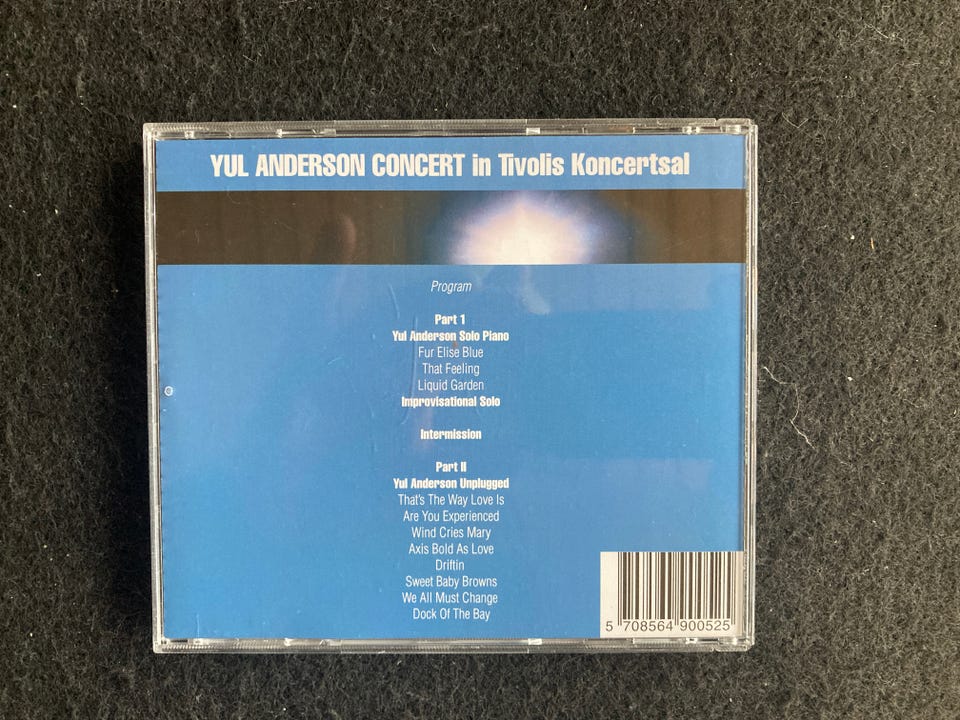 YUL ANDERSON CONCERT in Tivolis Koncertsal
Program
Part 1
Yul Anderson Solo Piano
Fur Elise Blue
That Feeling
Liquid Garden
Improvisational Solo
Intermission
Part II
Yul Anderson Unplugged
That's The Way Love Is
Are You Experienced
Wind Cries Mary
Axis Bold As Love
Driftin
Sweet Baby Browns
We All Must Change
Dock Of The Bay
5 708564 900525